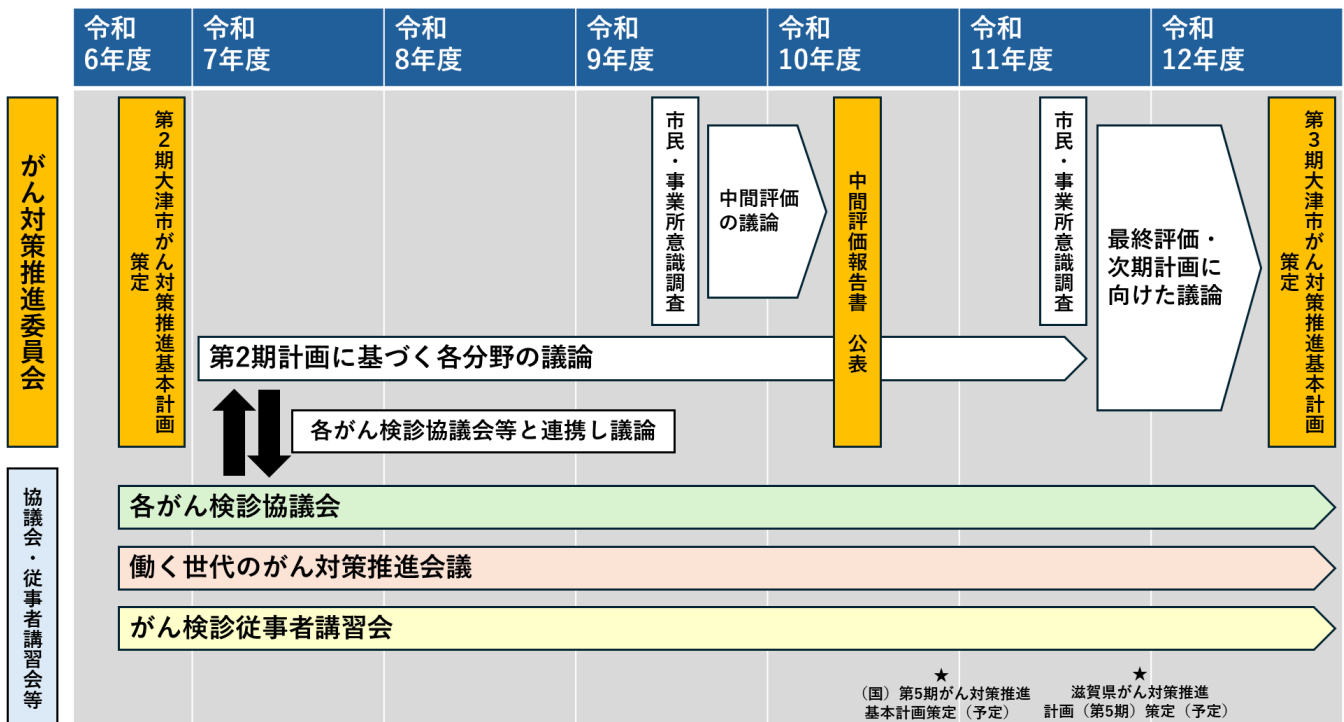 令和
6年度
令和
7年度
令和
8年度
令和
9年度
令和
10年度
令和
11年度
令和
12年度
がん対策推進委員会
第2期大津市がん対策推進基本計画
策定
市民・事業所意識調査
中間評価
の議論
中間評価報告書　公表
市民・事業所意識調査
最終評価・
次期計画に
向けた議論
第3期大津市がん対策推進基本計画
策定
第2期計画に基づく各分野の議論
各がん検診協議会等と連携し議論
協議会・従事者講習会等
各がん検診協議会
働く世代のがん対策推進会議
がん検診従事者講習会
★
（国）第5期がん対策推進
基本計画策定（予定）
★
滋賀県がん対策推進
計画（第5期）策定（予定）